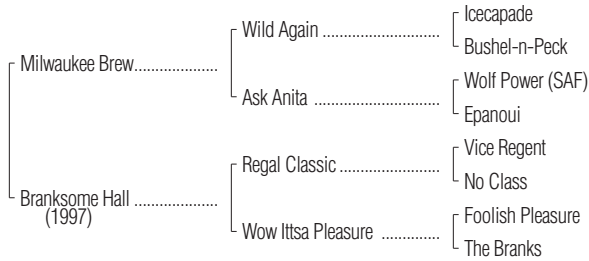 Icecapade
Wild Again ..............................
Bushel-n-Peck
Milwaukee Brew.....................
Wolf Power (SAF)
Ask Anita ................................
Epanoui
Vice Regent
Regal Classic .........................
No Class
Branksome Hall .....................
(1997)
Foolish Pleasure
Wow Ittsa Pleasure ...............
The Branks